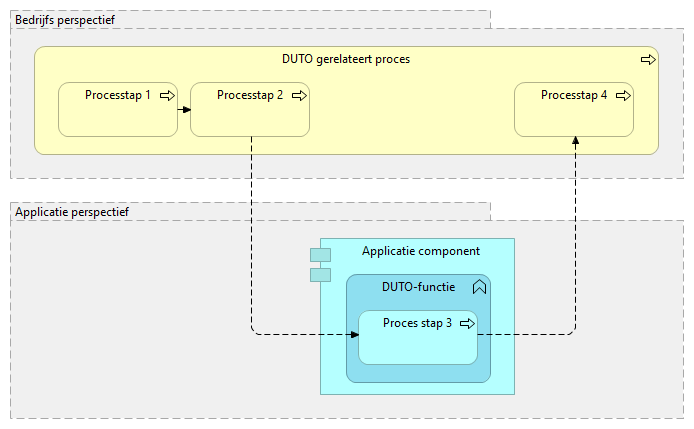 Bedrijfs perspectief
DUTO gerelateert proces
Processtap 1
Processtap 2
Processtap 4
Applicatie perspectief
Applicatie component
DUTO-functie
Proces stap 3